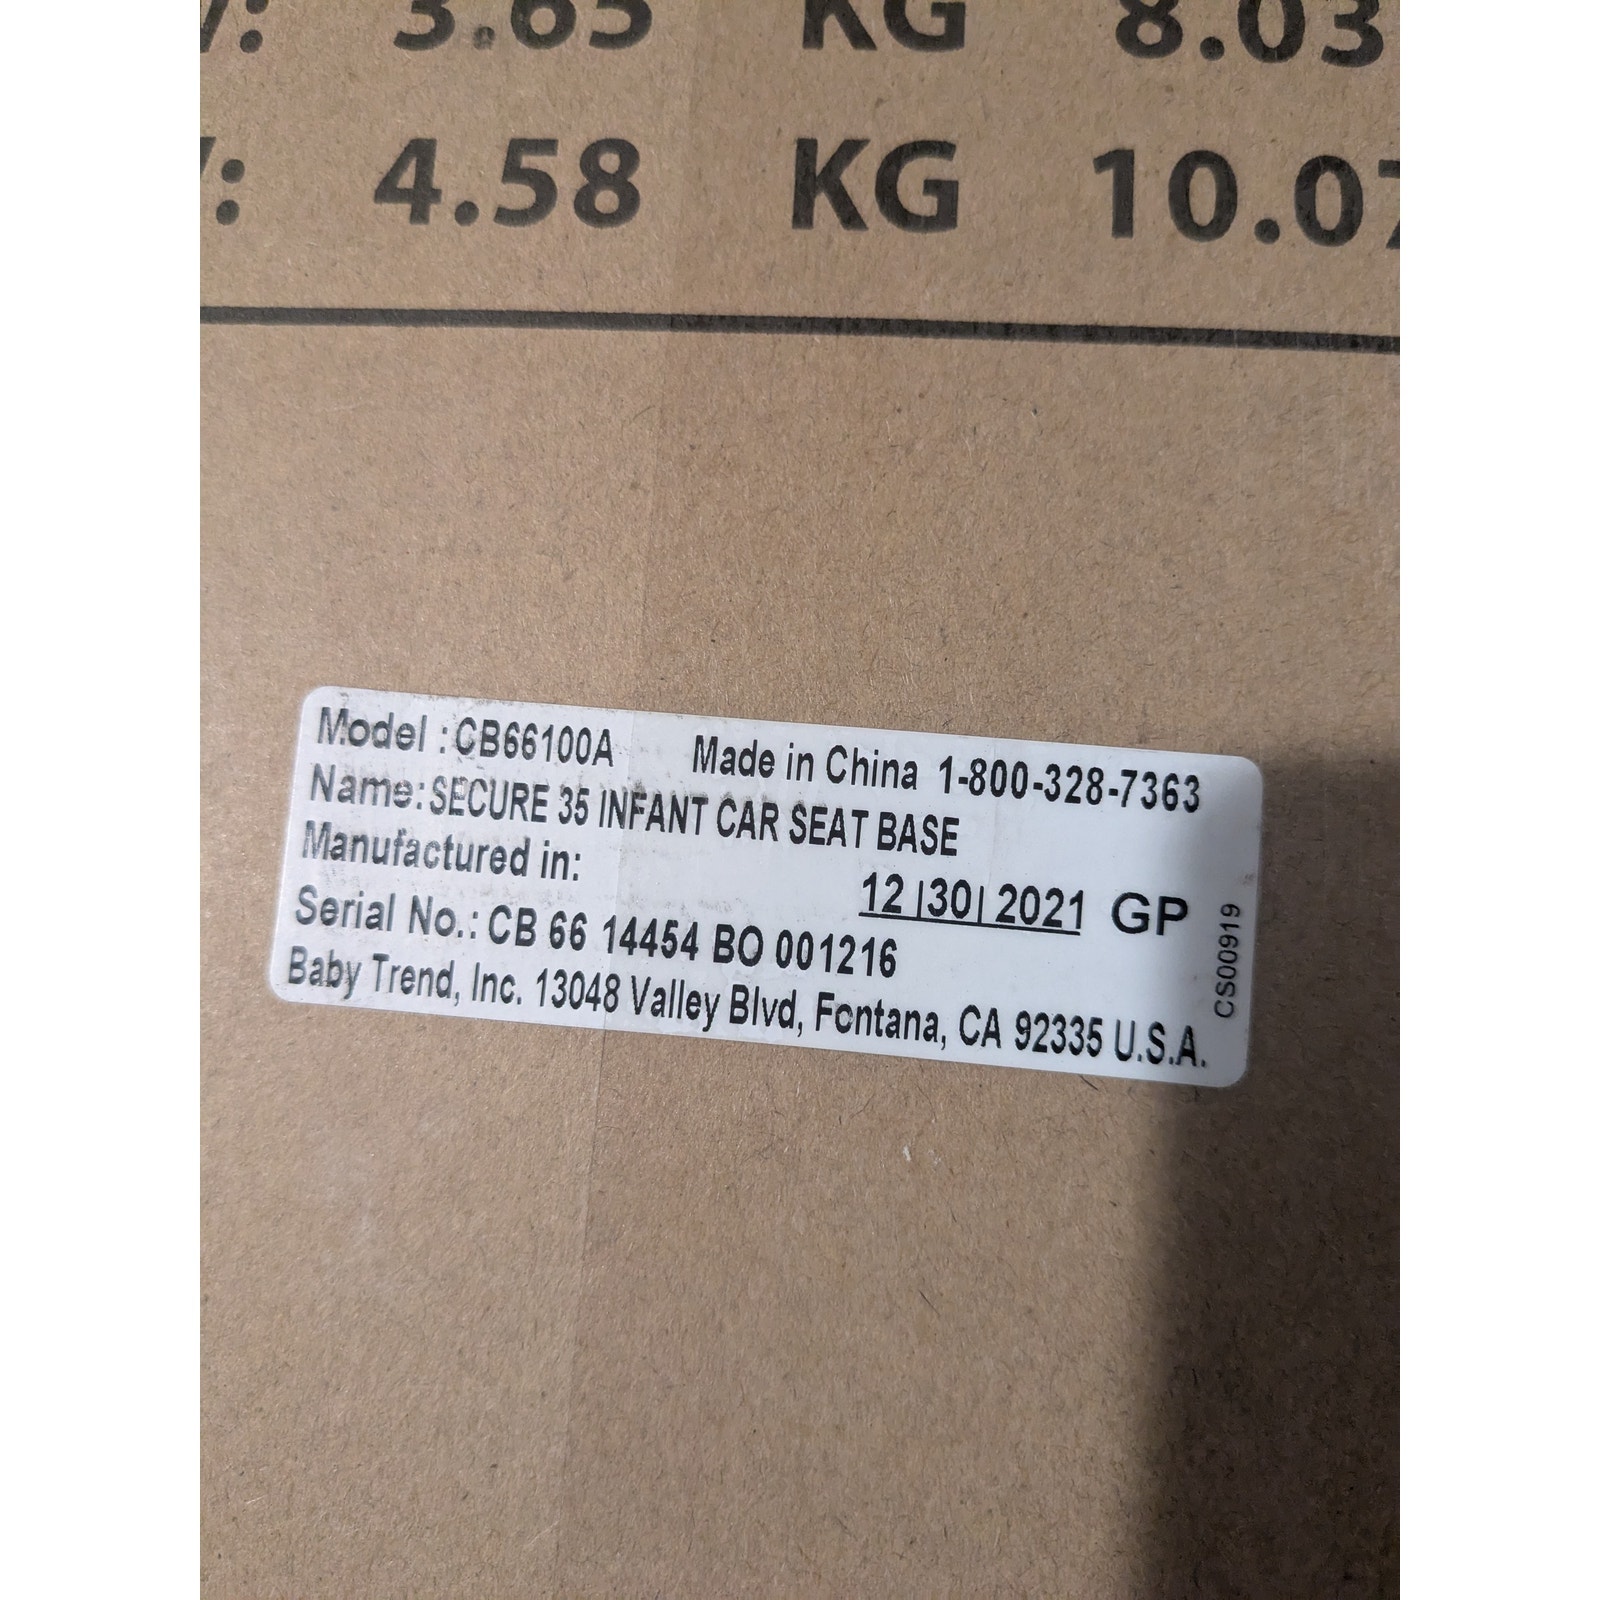 : 3.65 KG 8.03
: 4.58 KG 10.07
Model :CB66100A Made in China 1-800-328-7363
Name:SECURE 35 INFANT CAR SEAT BASE
Manufactured in:
12 |30| 2021 GP
Serial No.: CB 66 14454 BO 001216
Baby Trend, Inc. 13048 Valley Blvd, Fontana, CA 92335 U.S.A.
CS00919